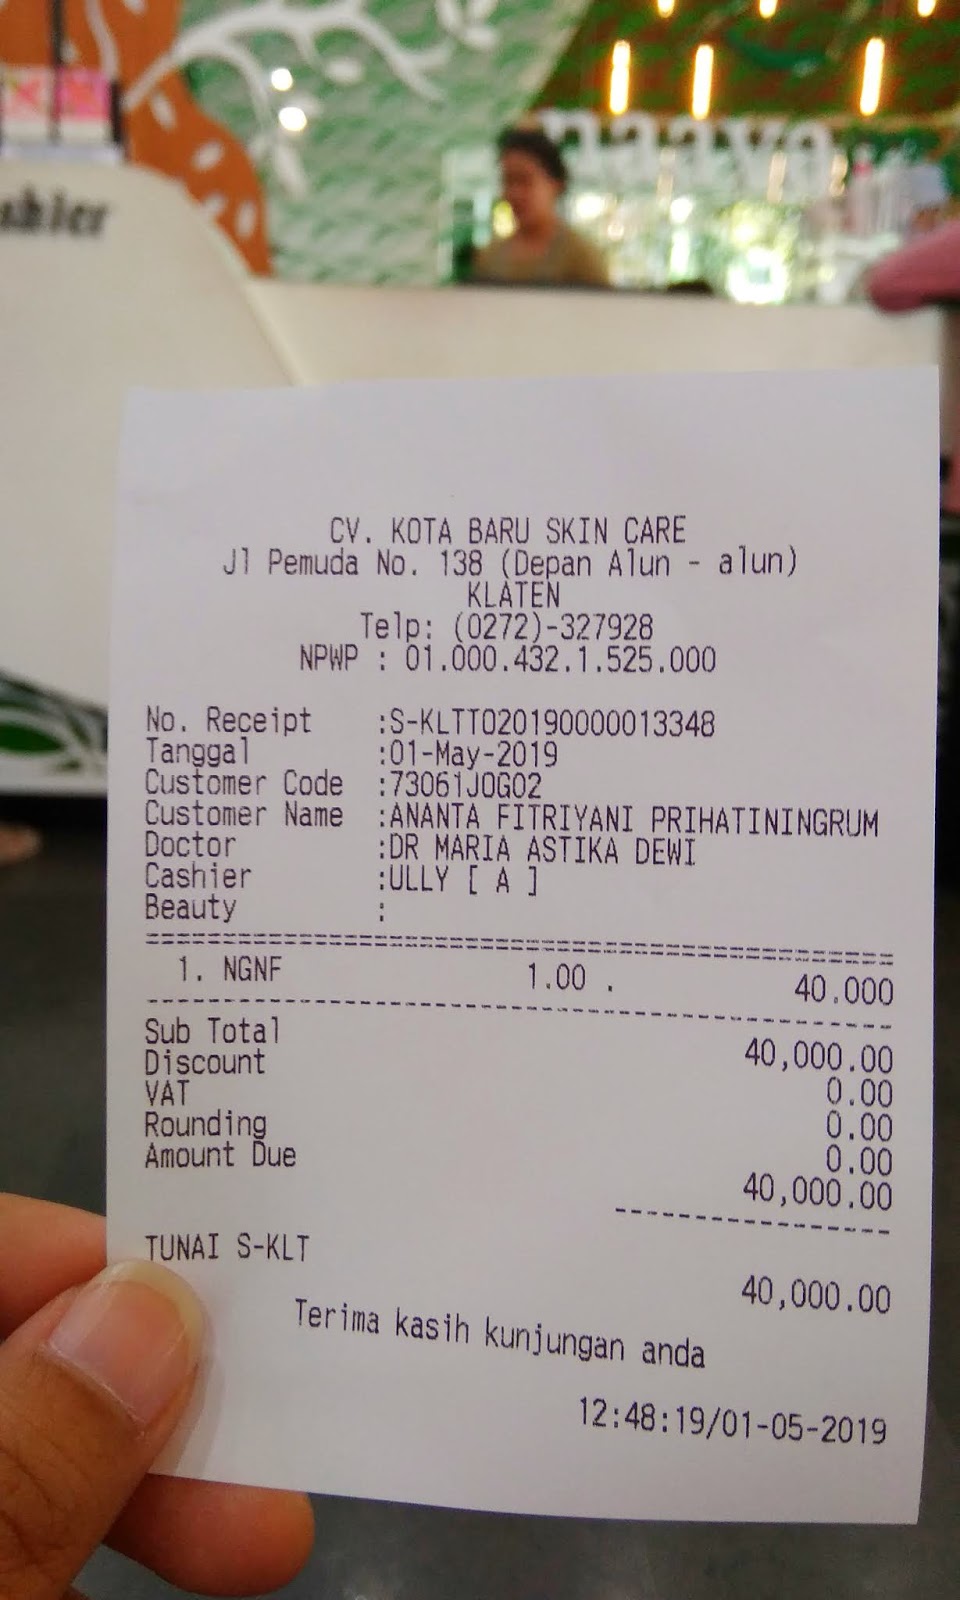 CV. KOTA BARU SKIN CARE
Jl Pemuda No. 138 (Depan Alun - alun)
KLATEN
Telp: (0272)-327928
NPWP : 01.000.432.1.525.000
No. Receipt :S-KLTT020190000013348
Tanggal :01-May-2019
Customer Code :73061JOG02
Customer Name :ANANTA FITRIYANI PRIHATININGRUM
Doctor :DR MARIA ASTIKA DEWI
Cashier :ULLY [ A ]
Beauty :
1. NGNF 1.00 . 40.000
Sub Total 40,000.00
Discount 0.00
VAT 0.00
Rounding 0.00
Amount Due 40,000.00
TUNAI S-KLT 40,000.00
Terima kasih kunjungan anda
12:48:19/01-05-2019